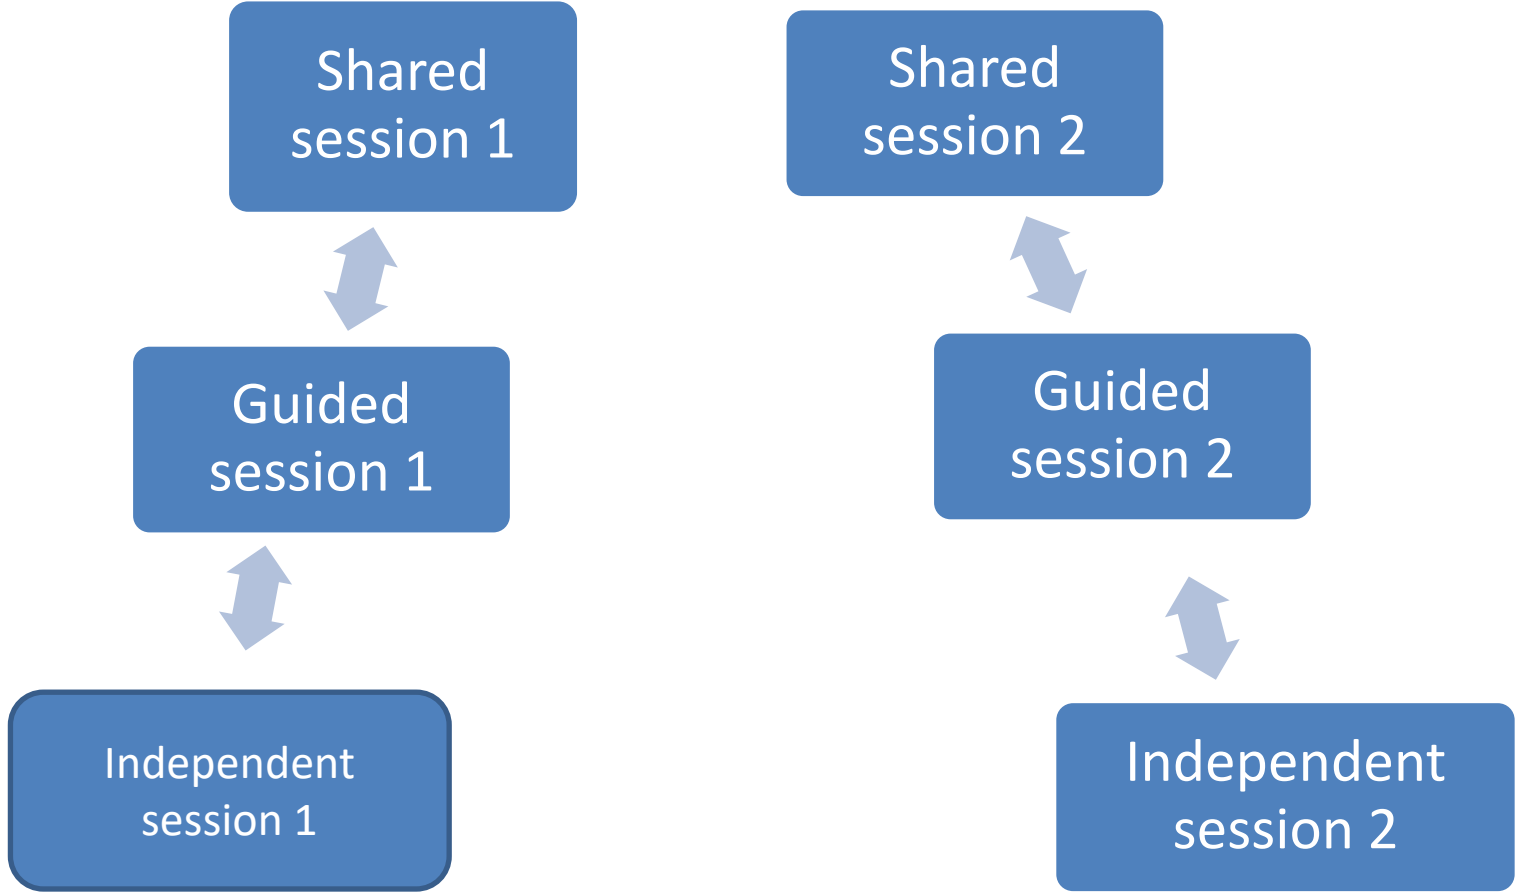 Shared
session 1
Shared
session 2
Guided
session 1
Guided
session 2
Independent
session 1
Independent
session 2